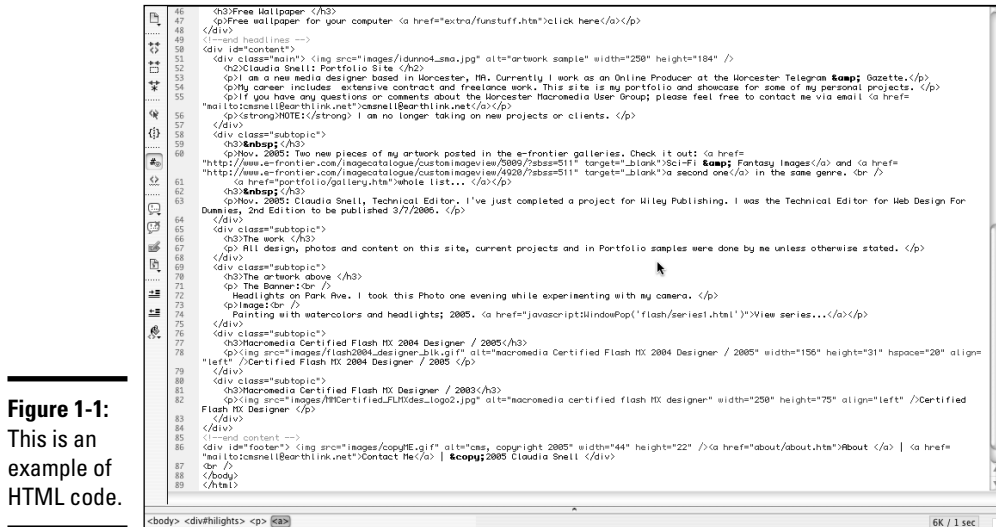 46 <h3>Free Wallpaper </h3>
47 <p>Free wallpaper for your computer <a href="extra/funstuff.htm">click here</a></p>
48 </div>
49 <!--end headlines -->
50 <div id="content">
51 <div class="main"> <img src="images/idunno4_sma.jpg" alt="artwork sample" width="250" height="184" />
52 <h2>Claudia Snell: Portfolio Site </h2>
53 <p>I am a new media designer based in Worcester, MA. Currently I work as an Online Producer at the Worcester Telegram &amp; Gazette.</p>
54 <p>My career includes extensive contract and freelance work. This site is my portfolio and showcase for some of my personal projects. </p>
55 <p>If you have any questions or comments about the Worcester Macromedia User Group; please feel free to contact me via email <a href=
"mailto:cmsnell@earthlink.net">cmsnell@earthlink.net</a></p>
56 <p><strong>NOTE:</strong> I am no longer taking on new projects or clients. </p>
57 </div>
58 <div class="subtopic">
59 <h3>&nbsp;</h3>
60 <p>Nov. 2005: Two new pieces of my artwork posted in the e-frontier galleries. Check it out: <a href=
"http://www.e-frontier.com/imagecatalogue/customimageview/5009/?sbss=511" target="_blank">Sci-Fi &amp; Fantasy Images</a> and <a href=
"http://www.e-frontier.com/imagecatalogue/customimageview/4920/?sbss=511" target="_blank">a second one</a> in the same genre. <br />
61 <a href="portfolio/gallery.htm">whole list... </a></p>
62 <h3>&nbsp;</h3>
63 <p>Nov. 2005: Claudia Snell, Technical Editor. I've just completed a project for Wiley Publishing. I was the Technical Editor for Web Design For
Dummies, 2nd Edition to be published 3/7/2006. </p>
64 </div>
65 <div class="subtopic">
66 <h3>The work </h3>
67 <p> All design, photos and content on this site, current projects and in Portfolio samples were done by me unless otherwise stated. </p>
68 </div>
69 <div class="subtopic">
70 <h3>The artwork above </h3>
71 <p> The Banner:<br />
72 Headlights on Park Ave. I took this Photo one evening while experimenting with my camera. </p>
73 <p>Image:<br />
74 Painting with watercolors and headlights; 2005. <a href="javascript:WindowPop('flash/series1.html')">View series...</a></p>
75 </div>
76 <div class="subtopic">
77 <h3>Macromedia Certified Flash MX 2004 Designer / 2005</h3>
78 <p><img src="images/flash2004_designer_blk.gif" alt="macromedia Certified Flash MX 2004 Designer / 2005" width="156" height="31" hspace="20" align=
"left" />Certified Flash MX 2004 Designer / 2005 </p>
79 </div>
80 <div class="subtopic">
81 <h3>Macromedia Certified Flash MX Designer / 2003</h3>
82 <p><img src="images/MMCertified_FLMXdes_logo2.jpg" alt="macromedia certified flash MX designer" width="250" height="75" align="left" />Certified
Flash MX Designer </p>
83 </div>
84 </div>
85 <!--end content -->
86 <div id="footer"> <img src="images/copyME.gif" alt="cms, copyright 2005" width="44" height="22" /><a href="about/about.htm">About </a> | <a href=
"mailto:cmsnell@earthlink.net">Contact Me</a> | &copy;2005 Claudia Snell </div>
87 <br />
88 </body>
89 </html>
<body> <div#hilights> <p> <a>
6K / 1 sec
Figure 1-1:
This is an
example of
HTML code.